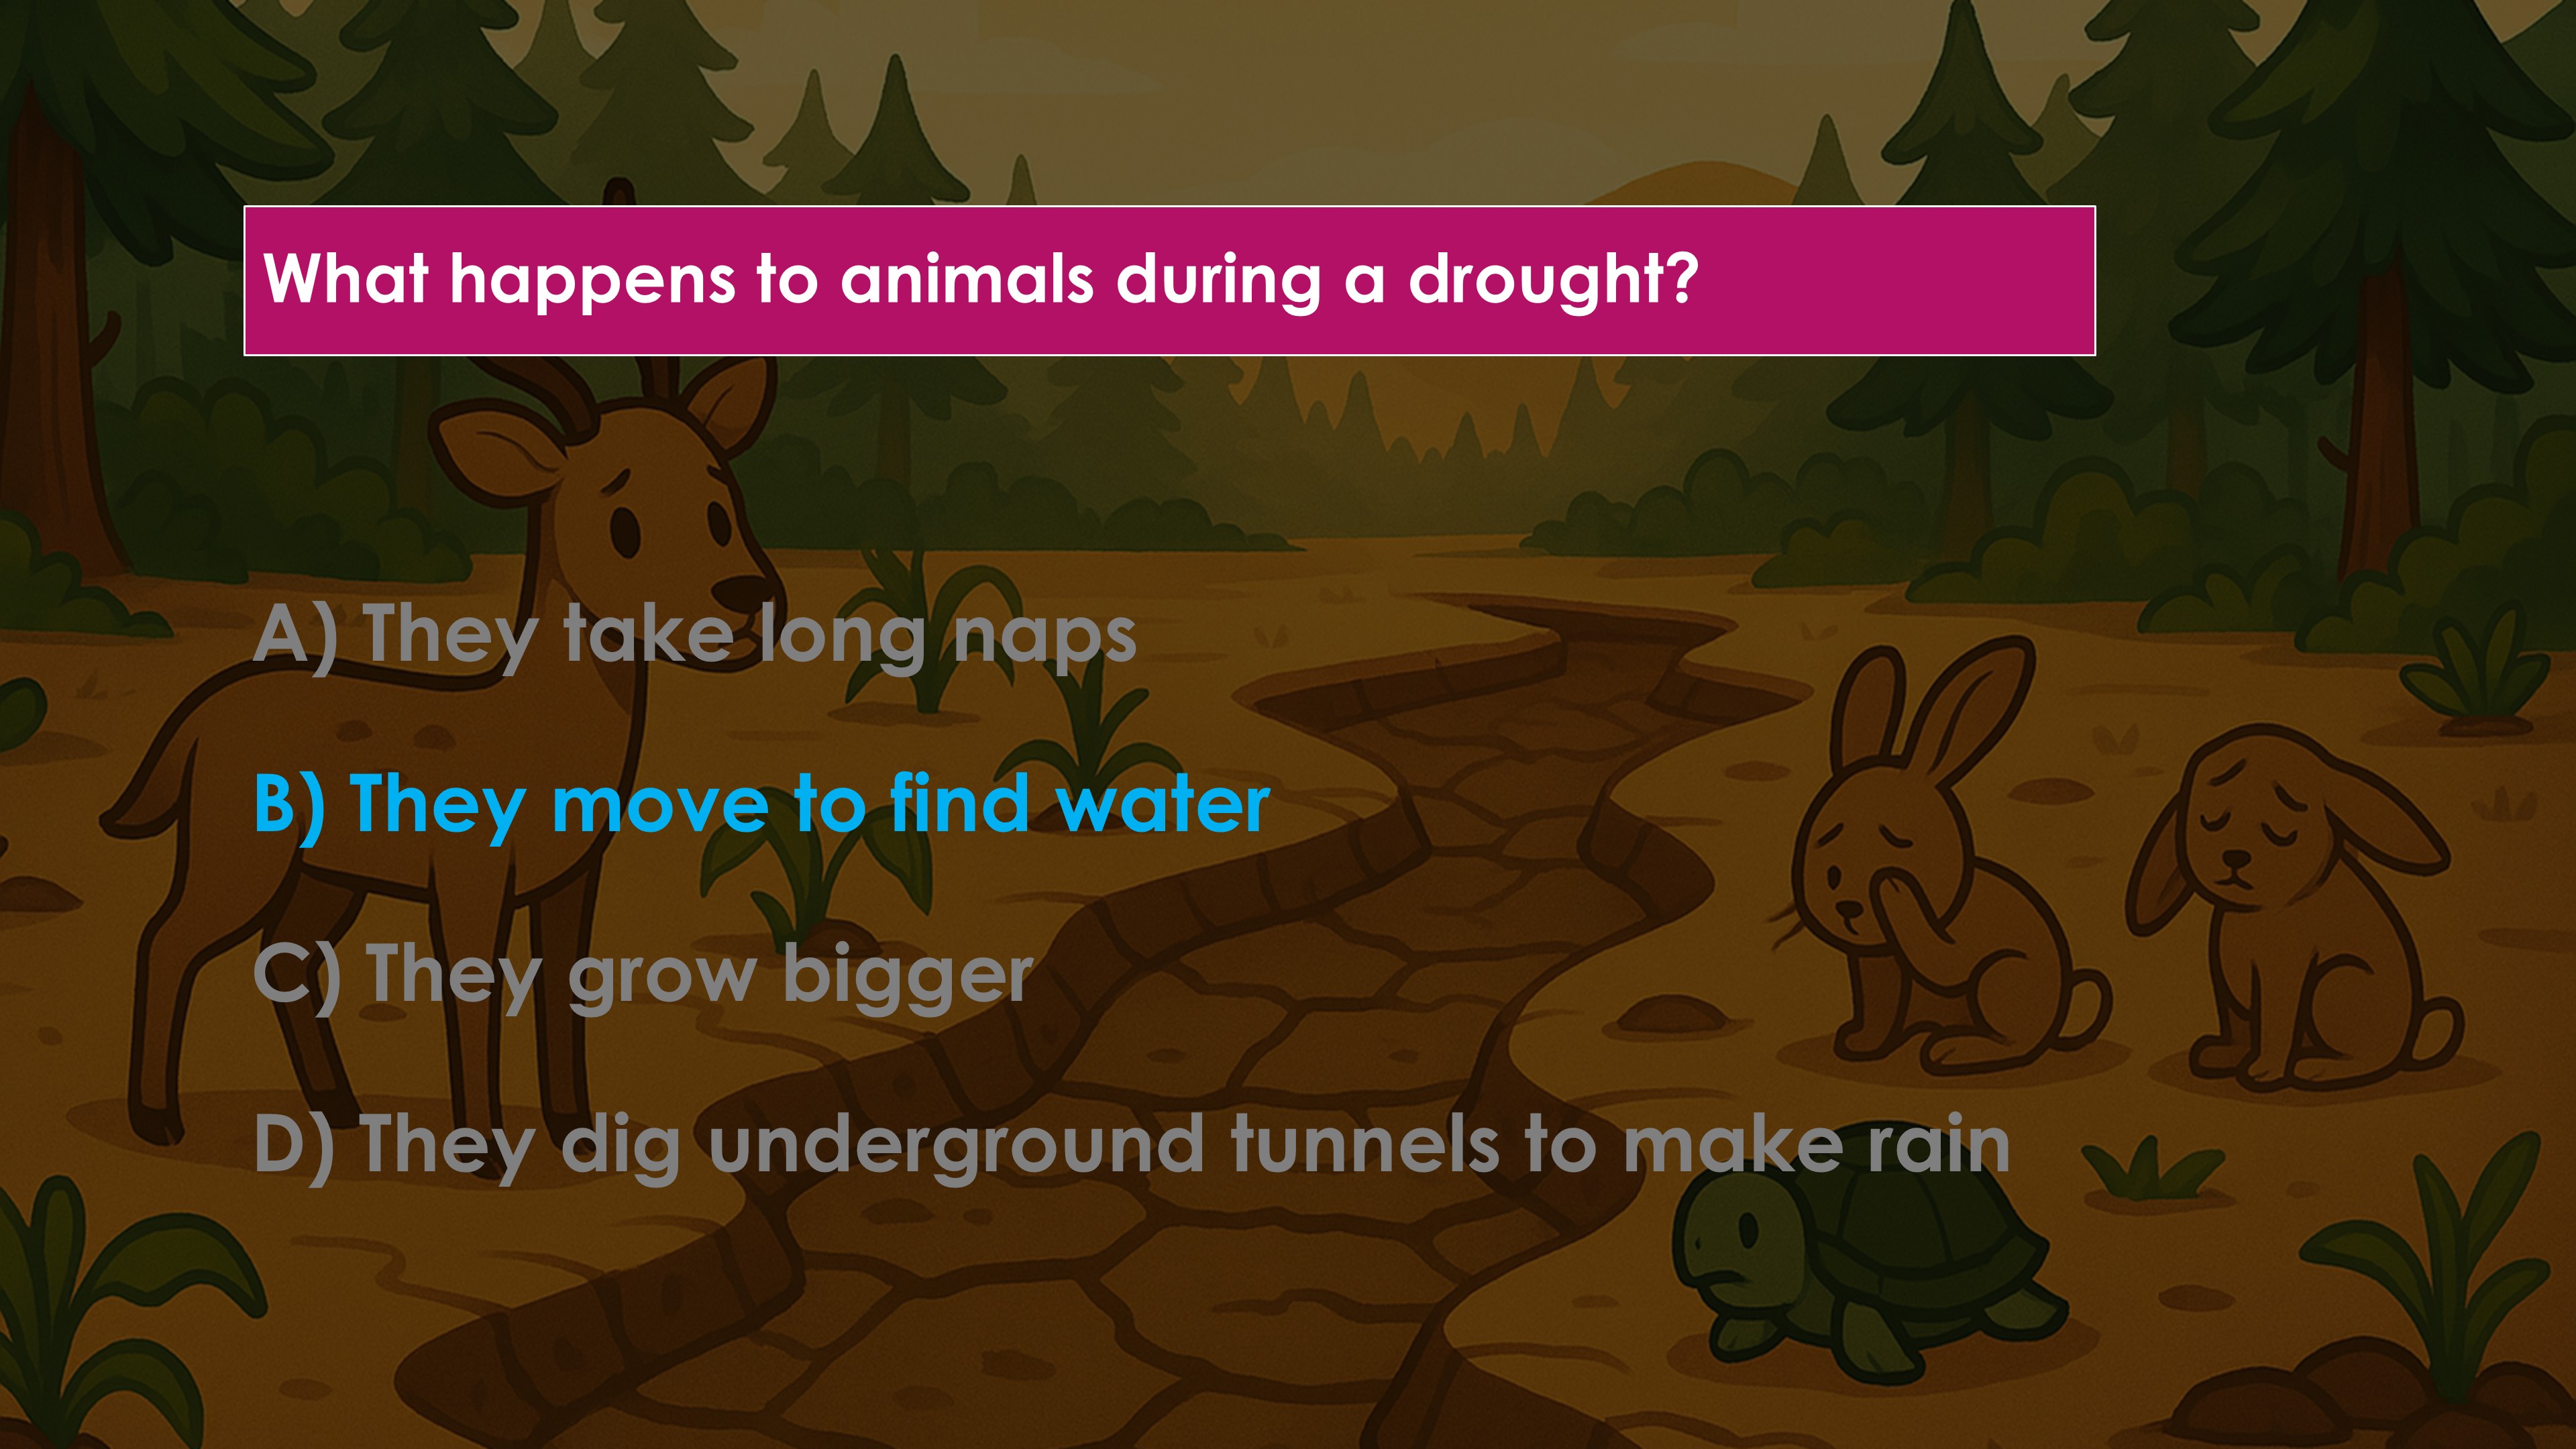 What happens to animals during a drought?
A) They take long naps
B) They move to find water
C) They grow bigger
D) They dig underground tunnels to make rain